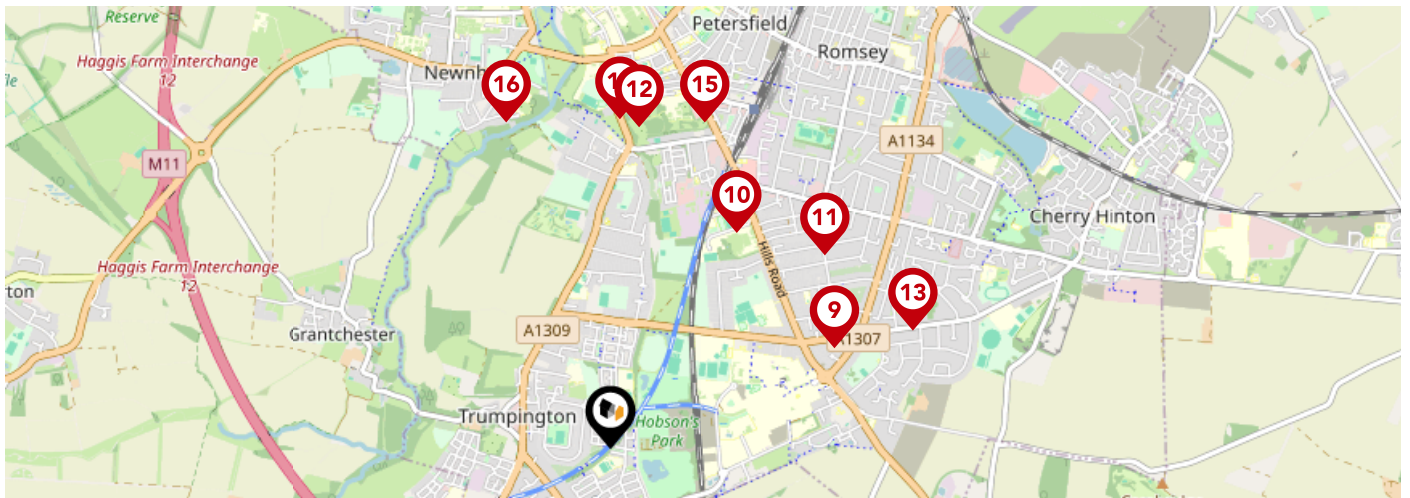 Reserve
Petersfield
Haggis Farm Interchange
12
Romsey
Newnh
16
12
15
M11
A1134
10
11
Cherry Hinton
Hills Road
Haggis Farm Interchange
12
rton
13
9
Grantchester
A1309
A1307
Trumpington
Hobson's
Park